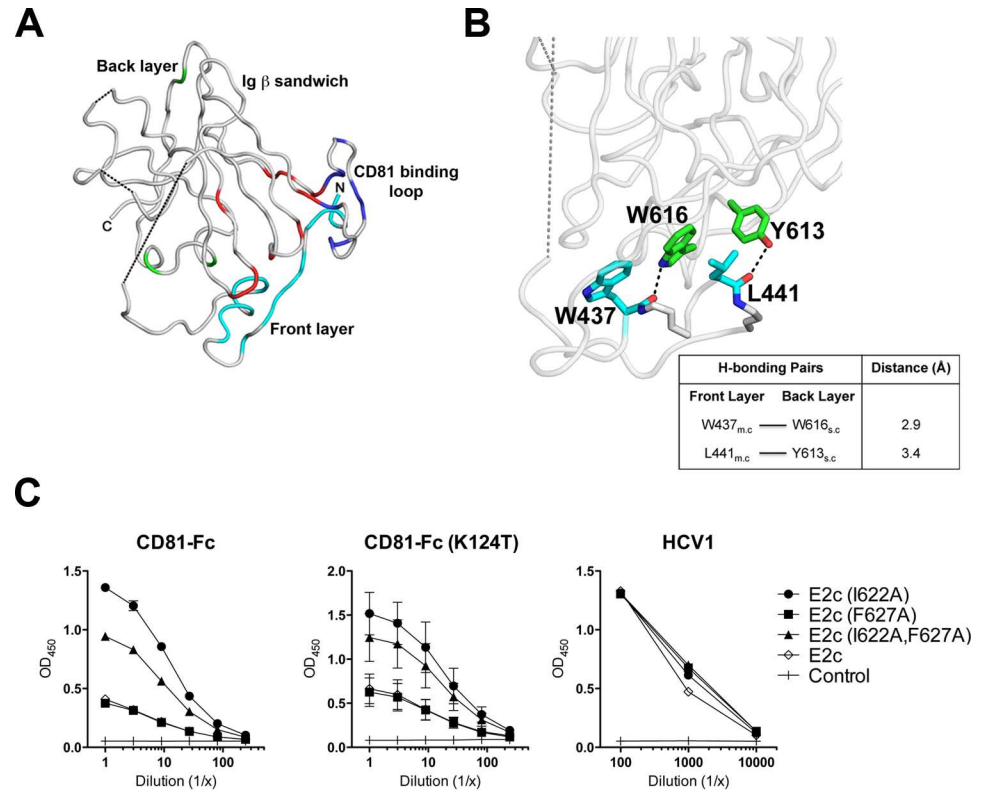 A
Back layer
Ig β sandwich
CD81 binding
loop
N
C
Front layer
B
W616
Y613
W437
L441
H-bonding Pairs Distance (Å)
Front Layer Back Layer
W437m.c W616s.c 2.9
L441m.c Y613s.c 3.4
C
CD81-Fc
OD450
1.5
1.0
0.5
0.0
1 10 100
Dilution (1/x)
CD81-Fc (K124T)
OD450
2.0
1.5
1.0
0.5
0.0
1 10 100
Dilution (1/x)
HCV1
OD450
1.5
1.0
0.5
0.0
100 1000 10000
Dilution (1/x)
E2c (I622A)
E2c (F627A)
E2c (I622A,F627A)
E2c
Control